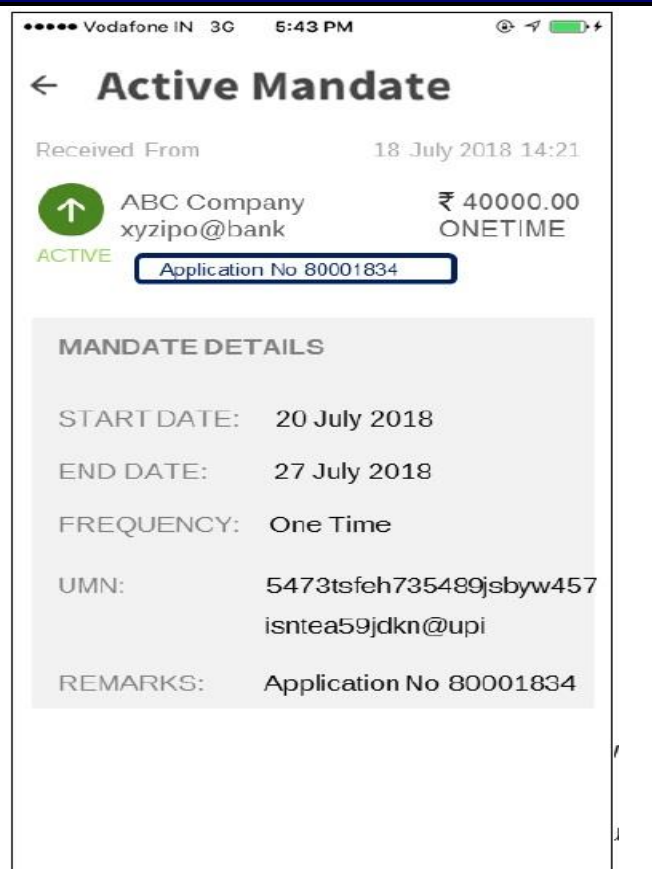 Vodafone IN 3G 5:43 PM
Active Mandate
Received From 18 July 2018 14:21
ABC Company ₹ 40000.00
xyzipo@bank ONETIME
ACTIVE
Application No 80001834
MANDATE DETAILS
START DATE: 20 July 2018
END DATE: 27 July 2018
FREQUENCY: One Time
UMN: 5473tsfeh735489jsbyw457
isntea59jdkn@upi
REMARKS: Application No 80001834